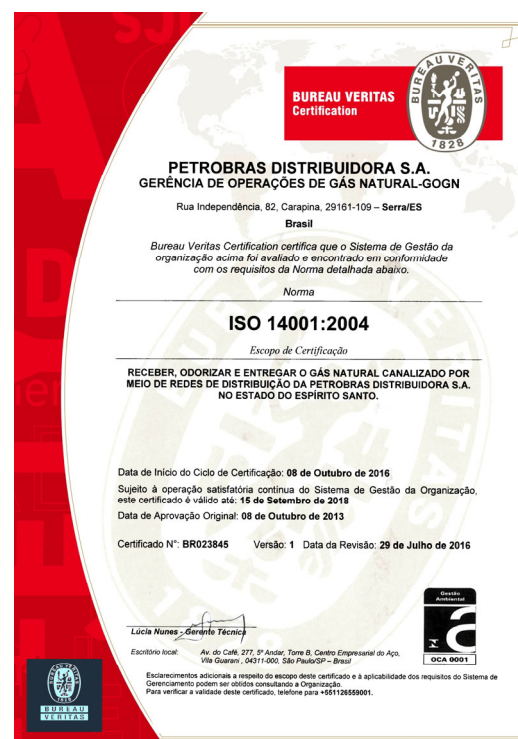 BUREAU VERITAS
Certification
BUREAU VERITAS
1828
PETROBRAS DISTRIBUIDORA S.A.
GERÊNCIA DE OPERAÇÕES DE GÁS NATURAL-GOGN
Rua Independência, 82, Carapina, 29161-109 – Serra/ES
Brasil
Bureau Veritas Certification certifica que o Sistema de Gestão da
organização acima foi avaliado e encontrado em conformidade
com os requisitos da Norma detalhada abaixo.
Norma
ISO 14001:2004
Escopo de Certificação
RECEBER, ODORIZAR E ENTREGAR O GÁS NATURAL CANALIZADO POR
MEIO DE REDES DE DISTRIBUIÇÃO DA PETROBRAS DISTRIBUIDORA S.A.
NO ESTADO DO ESPÍRITO SANTO.
Data de Início do Ciclo de Certificação: 08 de Outubro de 2016
Sujeito à operação satisfatória contínua do Sistema de Gestão da Organização,
este certificado é válido até: 15 de Setembro de 2018
Data de Aprovação Original: 08 de Outubro de 2013
Certificado N°: BR023845 Versão: 1 Data da Revisão: 29 de Julho de 2016
Gestão
Ambiental
OCA 0001
Lúcia Nunes - Gerente Técnica
Escritório local: Av. do Café, 277, 5º Andar, Torre B, Centro Empresarial do Aço,
Vila Guarani , 04311-000, São Paulo/SP – Brasil
Esclarecimentos adicionais a respeito do escopo deste certificado e à aplicabilidade dos requisitos do Sistema de
Gerenciamento podem ser obtidos consultando a Organização.
Para verificar a validade deste certificado, telefone para +551126559001.
1828
BUREAU
VERITAS